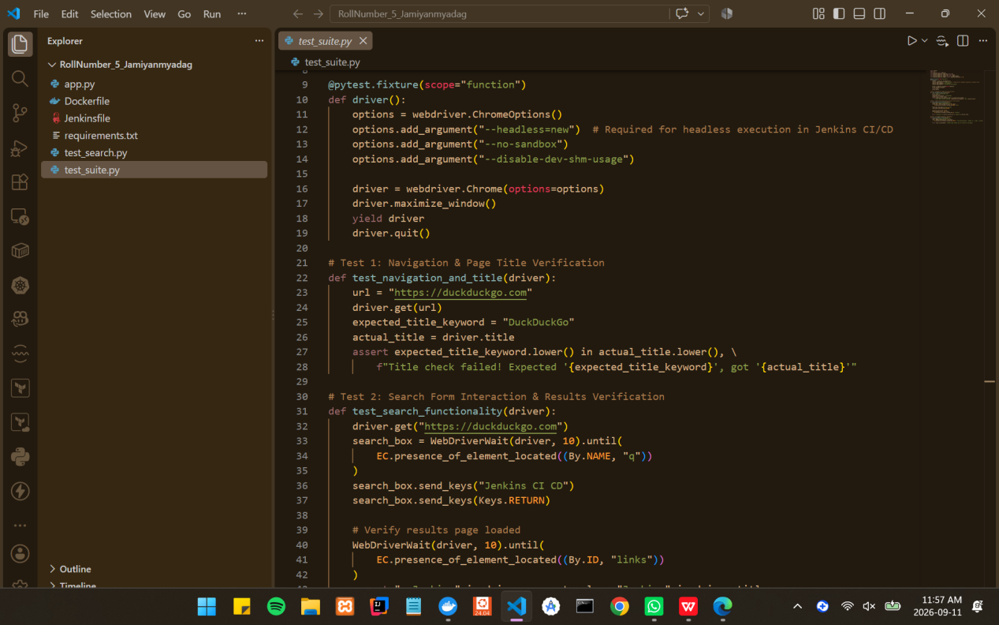 File Edit Selection View Go Run ···
RollNumber_5_Jamiyanmyadag
Explorer
RollNumber_5_Jamiyanmyadag
app.py
Dockerfile
Jenkinsfile
requirements.txt
test_search.py
test_suite.py
Outline
Timeline
test_suite.py
test_suite.py
8
9 @pytest.fixture(scope="function")
10 def driver():
11 options = webdriver.ChromeOptions()
12 options.add_argument("--headless=new")  # Required for headless execution in Jenkins CI/CD
13 options.add_argument("--no-sandbox")
14 options.add_argument("--disable-dev-shm-usage")
15
16 driver = webdriver.Chrome(options=options)
17 driver.maximize_window()
18 yield driver
19 driver.quit()
20
21 # Test 1: Navigation & Page Title Verification
22 def test_navigation_and_title(driver):
23 url = "https://duckduckgo.com"
24 driver.get(url)
25 expected_title_keyword = "DuckDuckGo"
26 actual_title = driver.title
27 assert expected_title_keyword.lower() in actual_title.lower(), \
28 f"Title check failed! Expected '{expected_title_keyword}', got '{actual_title}'"
29
30 # Test 2: Search Form Interaction & Results Verification
31 def test_search_functionality(driver):
32 driver.get("https://duckduckgo.com")
33 search_box = WebDriverWait(driver, 10).until(
34 EC.presence_of_element_located((By.NAME, "q"))
35 )
36 search_box.send_keys("Jenkins CI CD")
37 search_box.send_keys(Keys.RETURN)
38
39 # Verify results page loaded
40 WebDriverWait(driver, 10).until(
41 EC.presence_of_element_located((By.ID, "links"))
42 )
24.04
11:57 AM
2026-09-11